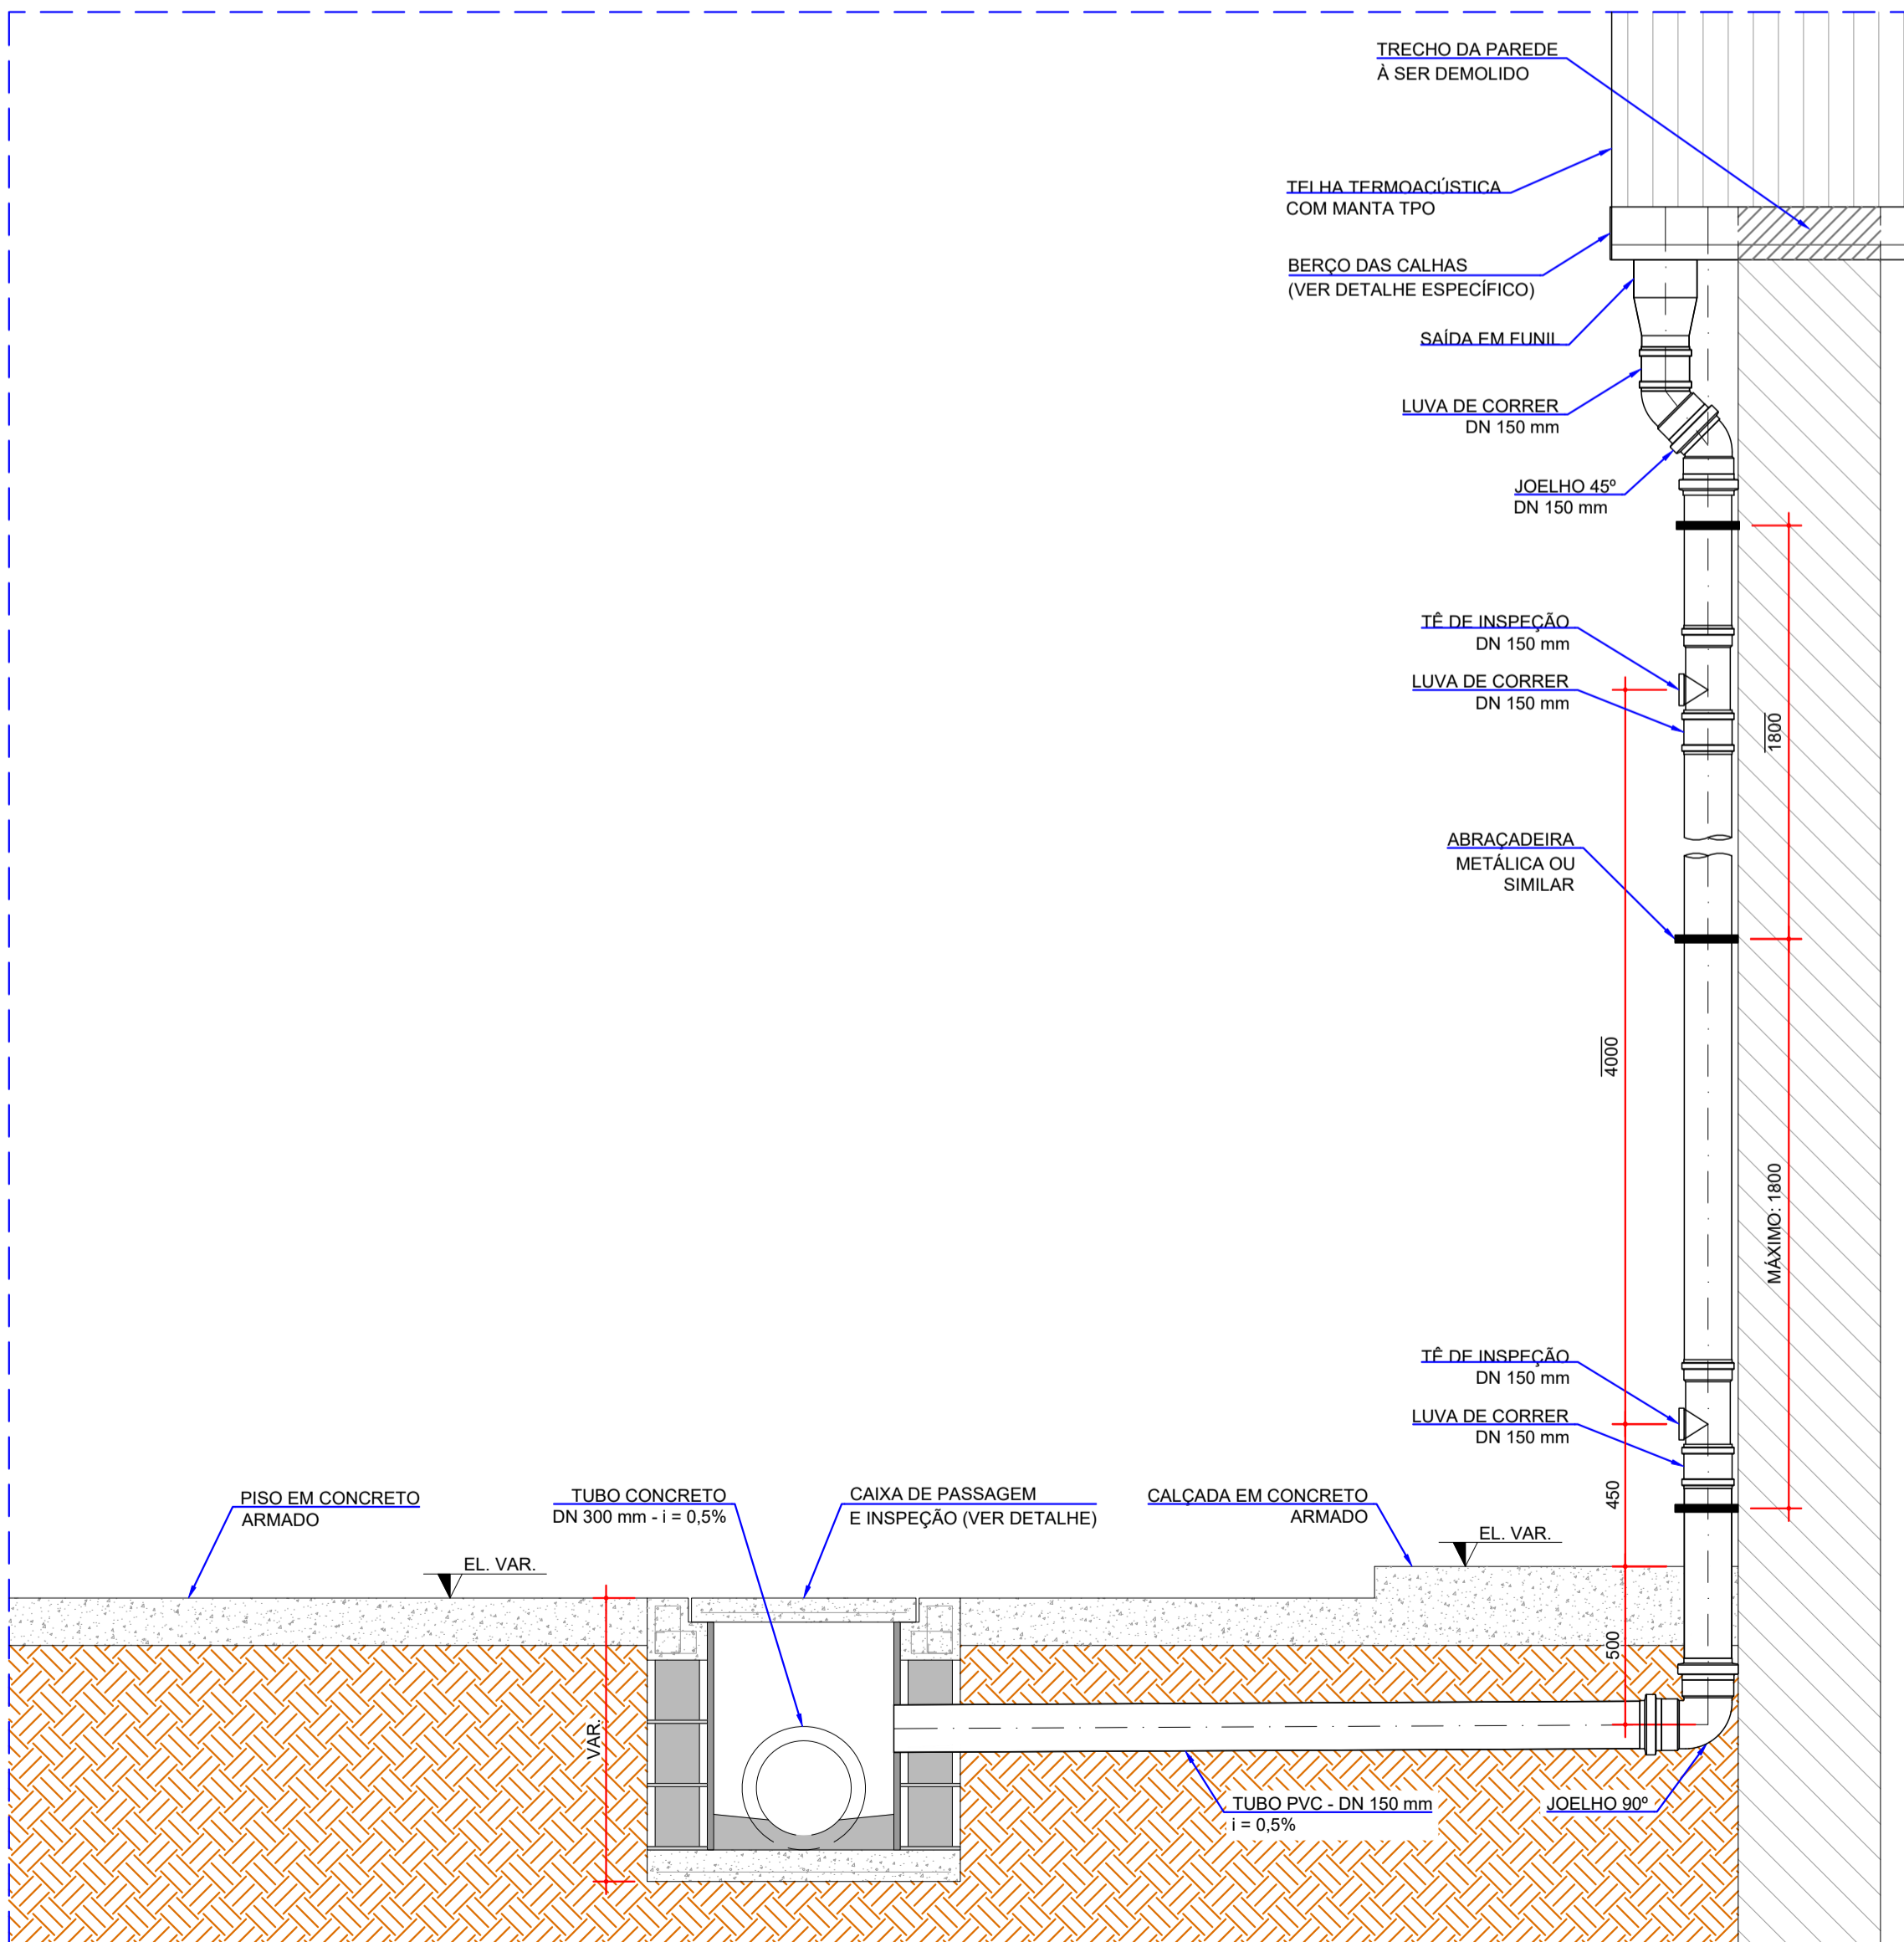 TRECHO DA PAREDE
À SER DEMOLIDO
TELHA TERMOACÚSTICA
COM MANTA TPO
BERÇO DAS CALHAS
(VER DETALHE ESPECÍFICO)
SAÍDA EM FUNIL
LUVA DE CORRER
DN 150 mm
JOELHO 45º
DN 150 mm
TÊ DE INSPEÇÃO
DN 150 mm
LUVA DE CORRER
DN 150 mm
1800
ABRAÇADEIRA
METÁLICA OU
SIMILAR
4000
MÁXIMO: 1800
TÊ DE INSPEÇÃO
DN 150 mm
LUVA DE CORRER
DN 150 mm
450
PISO EM CONCRETO
ARMADO
TUBO CONCRETO
DN 300 mm - i = 0,5%
CAIXA DE PASSAGEM
E INSPEÇÃO (VER DETALHE)
CALÇADA EM CONCRETO
ARMADO
EL. VAR.
EL. VAR.
500
VAR.
TUBO PVC - DN 150 mm
i = 0,5%
JOELHO 90º